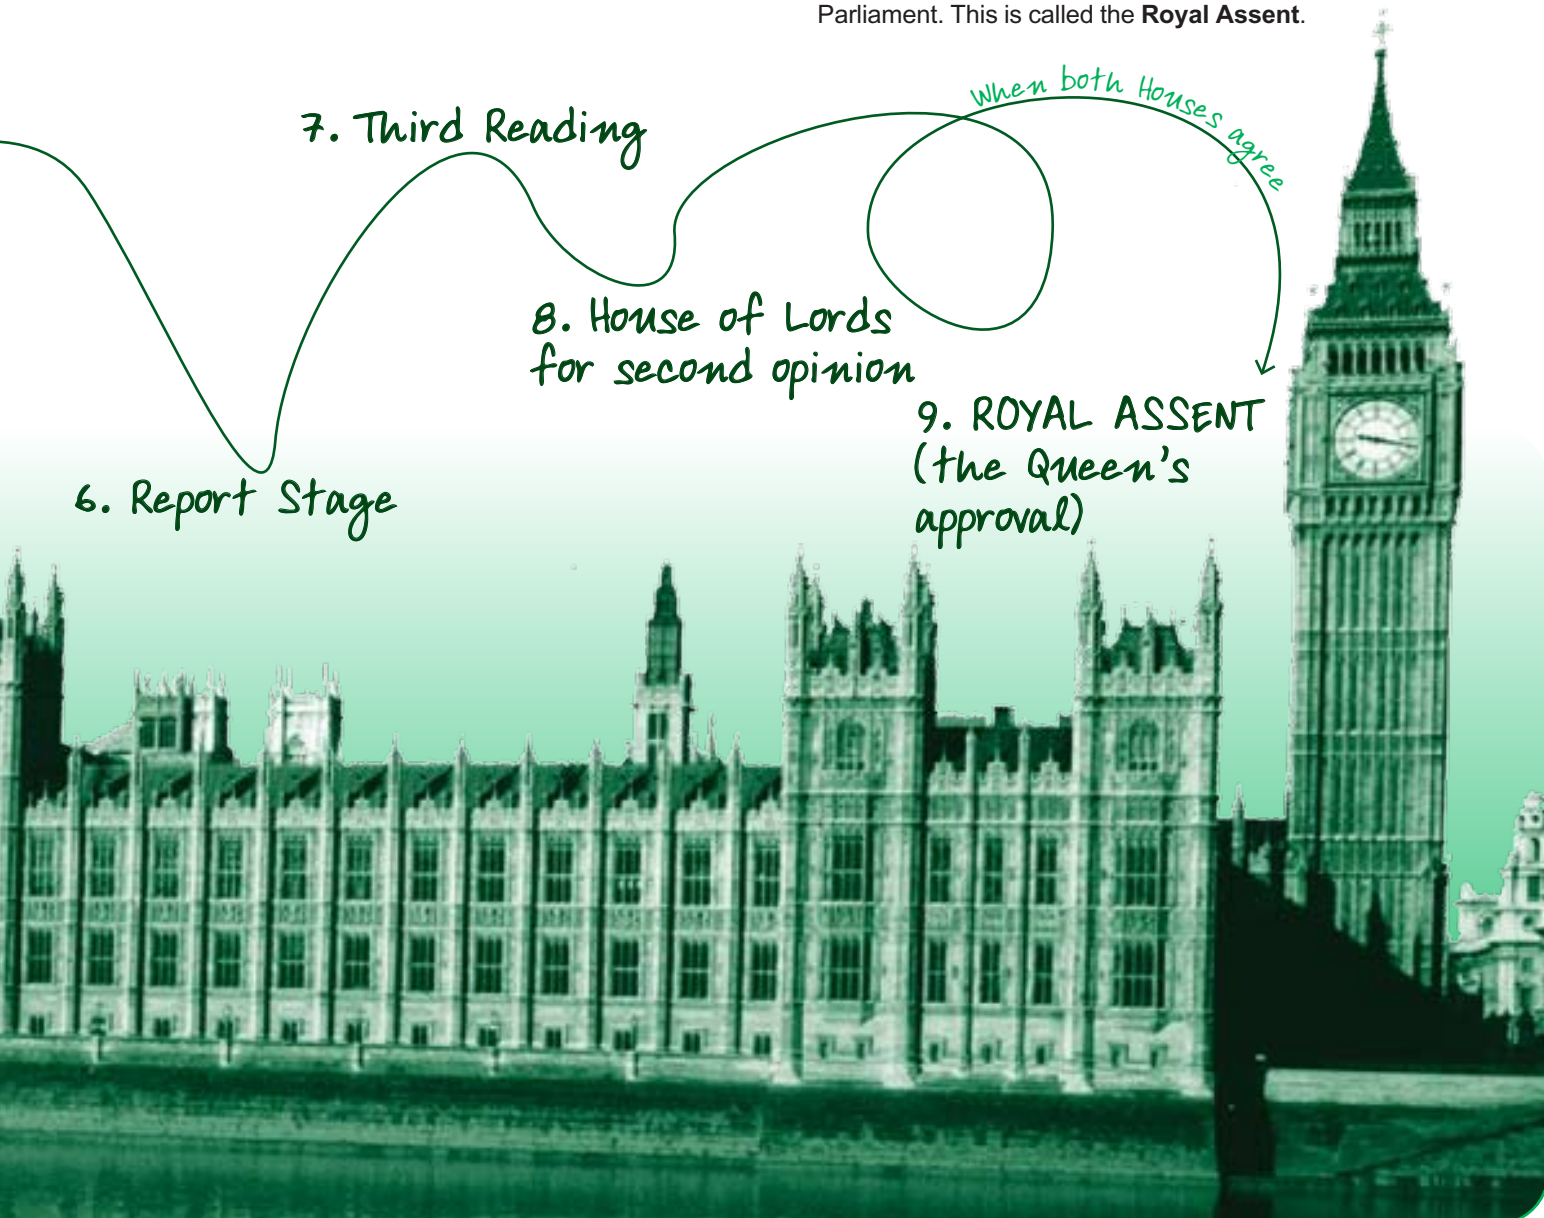 Parliament. This is called the Royal Assent.
When both Houses agree
7. Third Reading
8. House of Lords
for second opinion
9. ROYAL ASSENT
(the Queen's
approval)
6. Report Stage